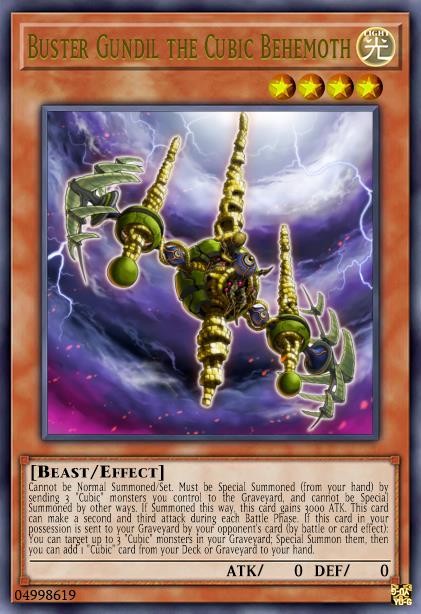 BUSTER GUNDIL THE CUBIC BEHEMOTH
LIGHT
光
[BEAST/EFFECT]
Cannot be Normal Summoned/Set. Must be Special Summoned (from your hand) by
sending 3 "Cubic" monsters you control to the Graveyard, and cannot be Special
Summoned by other ways. If Summoned this way, this card gains 3000 ATK. This card
can make a second and third attack during each Battle Phase. If this card in your
possession is sent to your Graveyard by your opponent's card (by battle or card effect):
You can target up to 3 "Cubic" monsters in your Graveyard; Special Summon them, then
you can add 1 "Cubic" card from your Deck or Graveyard to your hand.
ATK/ 0 DEF/ 0
04998619